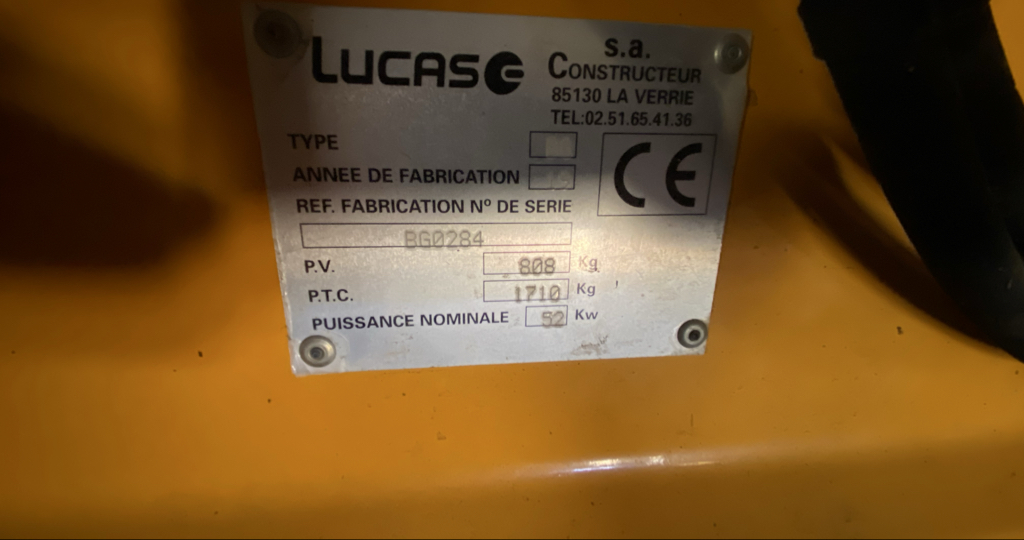 LUCAS G
s.a.
CONSTRUCTEUR
85130 LA VERRIE
TEL:02.51.65.41.36
TYPE
ANNEE DE FABRICATION
CE
REF. FABRICATION Nº DE SERIE
BG0284
P.V. 808 Kg
P.T.C. 1710 Kg
PUISSANCE NOMINALE 52 Kw